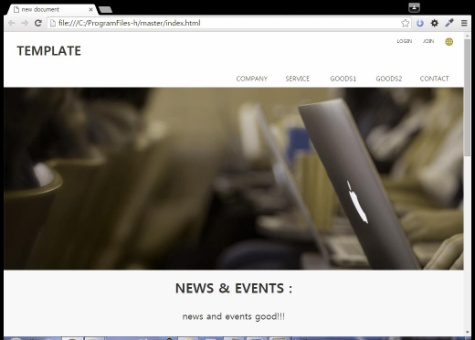 new document
file:///C:/ProgramFiles-h/master/index.html
LOGIN JOIN
TEMPLATE
COMPANY SERVICE GOODS1 GOODS2 CONTACT
NEWS & EVENTS :
news and events good!!!